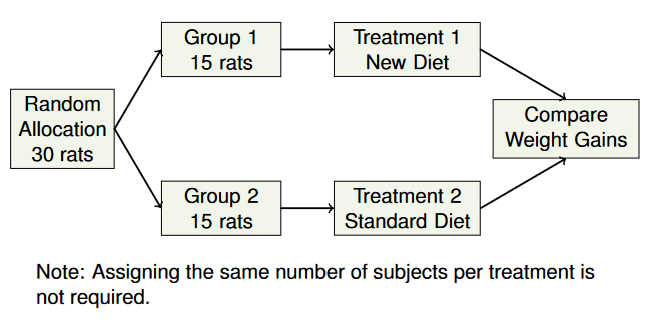 Random
Allocation
30 rats
Group 1
15 rats
Treatment 1
New Diet
Group 2
15 rats
Treatment 2
Standard Diet
Compare
Weight Gains
Note: Assigning the same number of subjects per treatment is
not required.